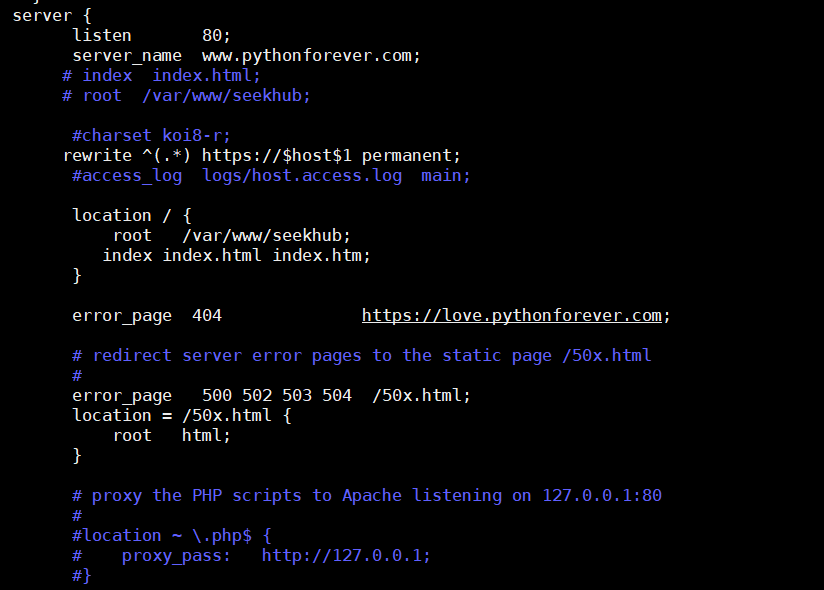 server {
listen 80;
server_name www.pythonforever.com;
# index index.html;
# root /var/www/seekhub;
#charset koi8-r;
rewrite ^(.*) https://$host$1 permanent;
#access_log logs/host.access.log main;
location / {
root /var/www/seekhub;
index index.html index.htm;
}
error_page 404 https://love.pythonforever.com;
# redirect server error pages to the static page /50x.html
#
error_page 500 502 503 504 /50x.html;
location = /50x.html {
root html;
}
# proxy the PHP scripts to Apache listening on 127.0.0.1:80
#
#location ~ \.php$ {
# proxy_pass: http://127.0.0.1;
#}